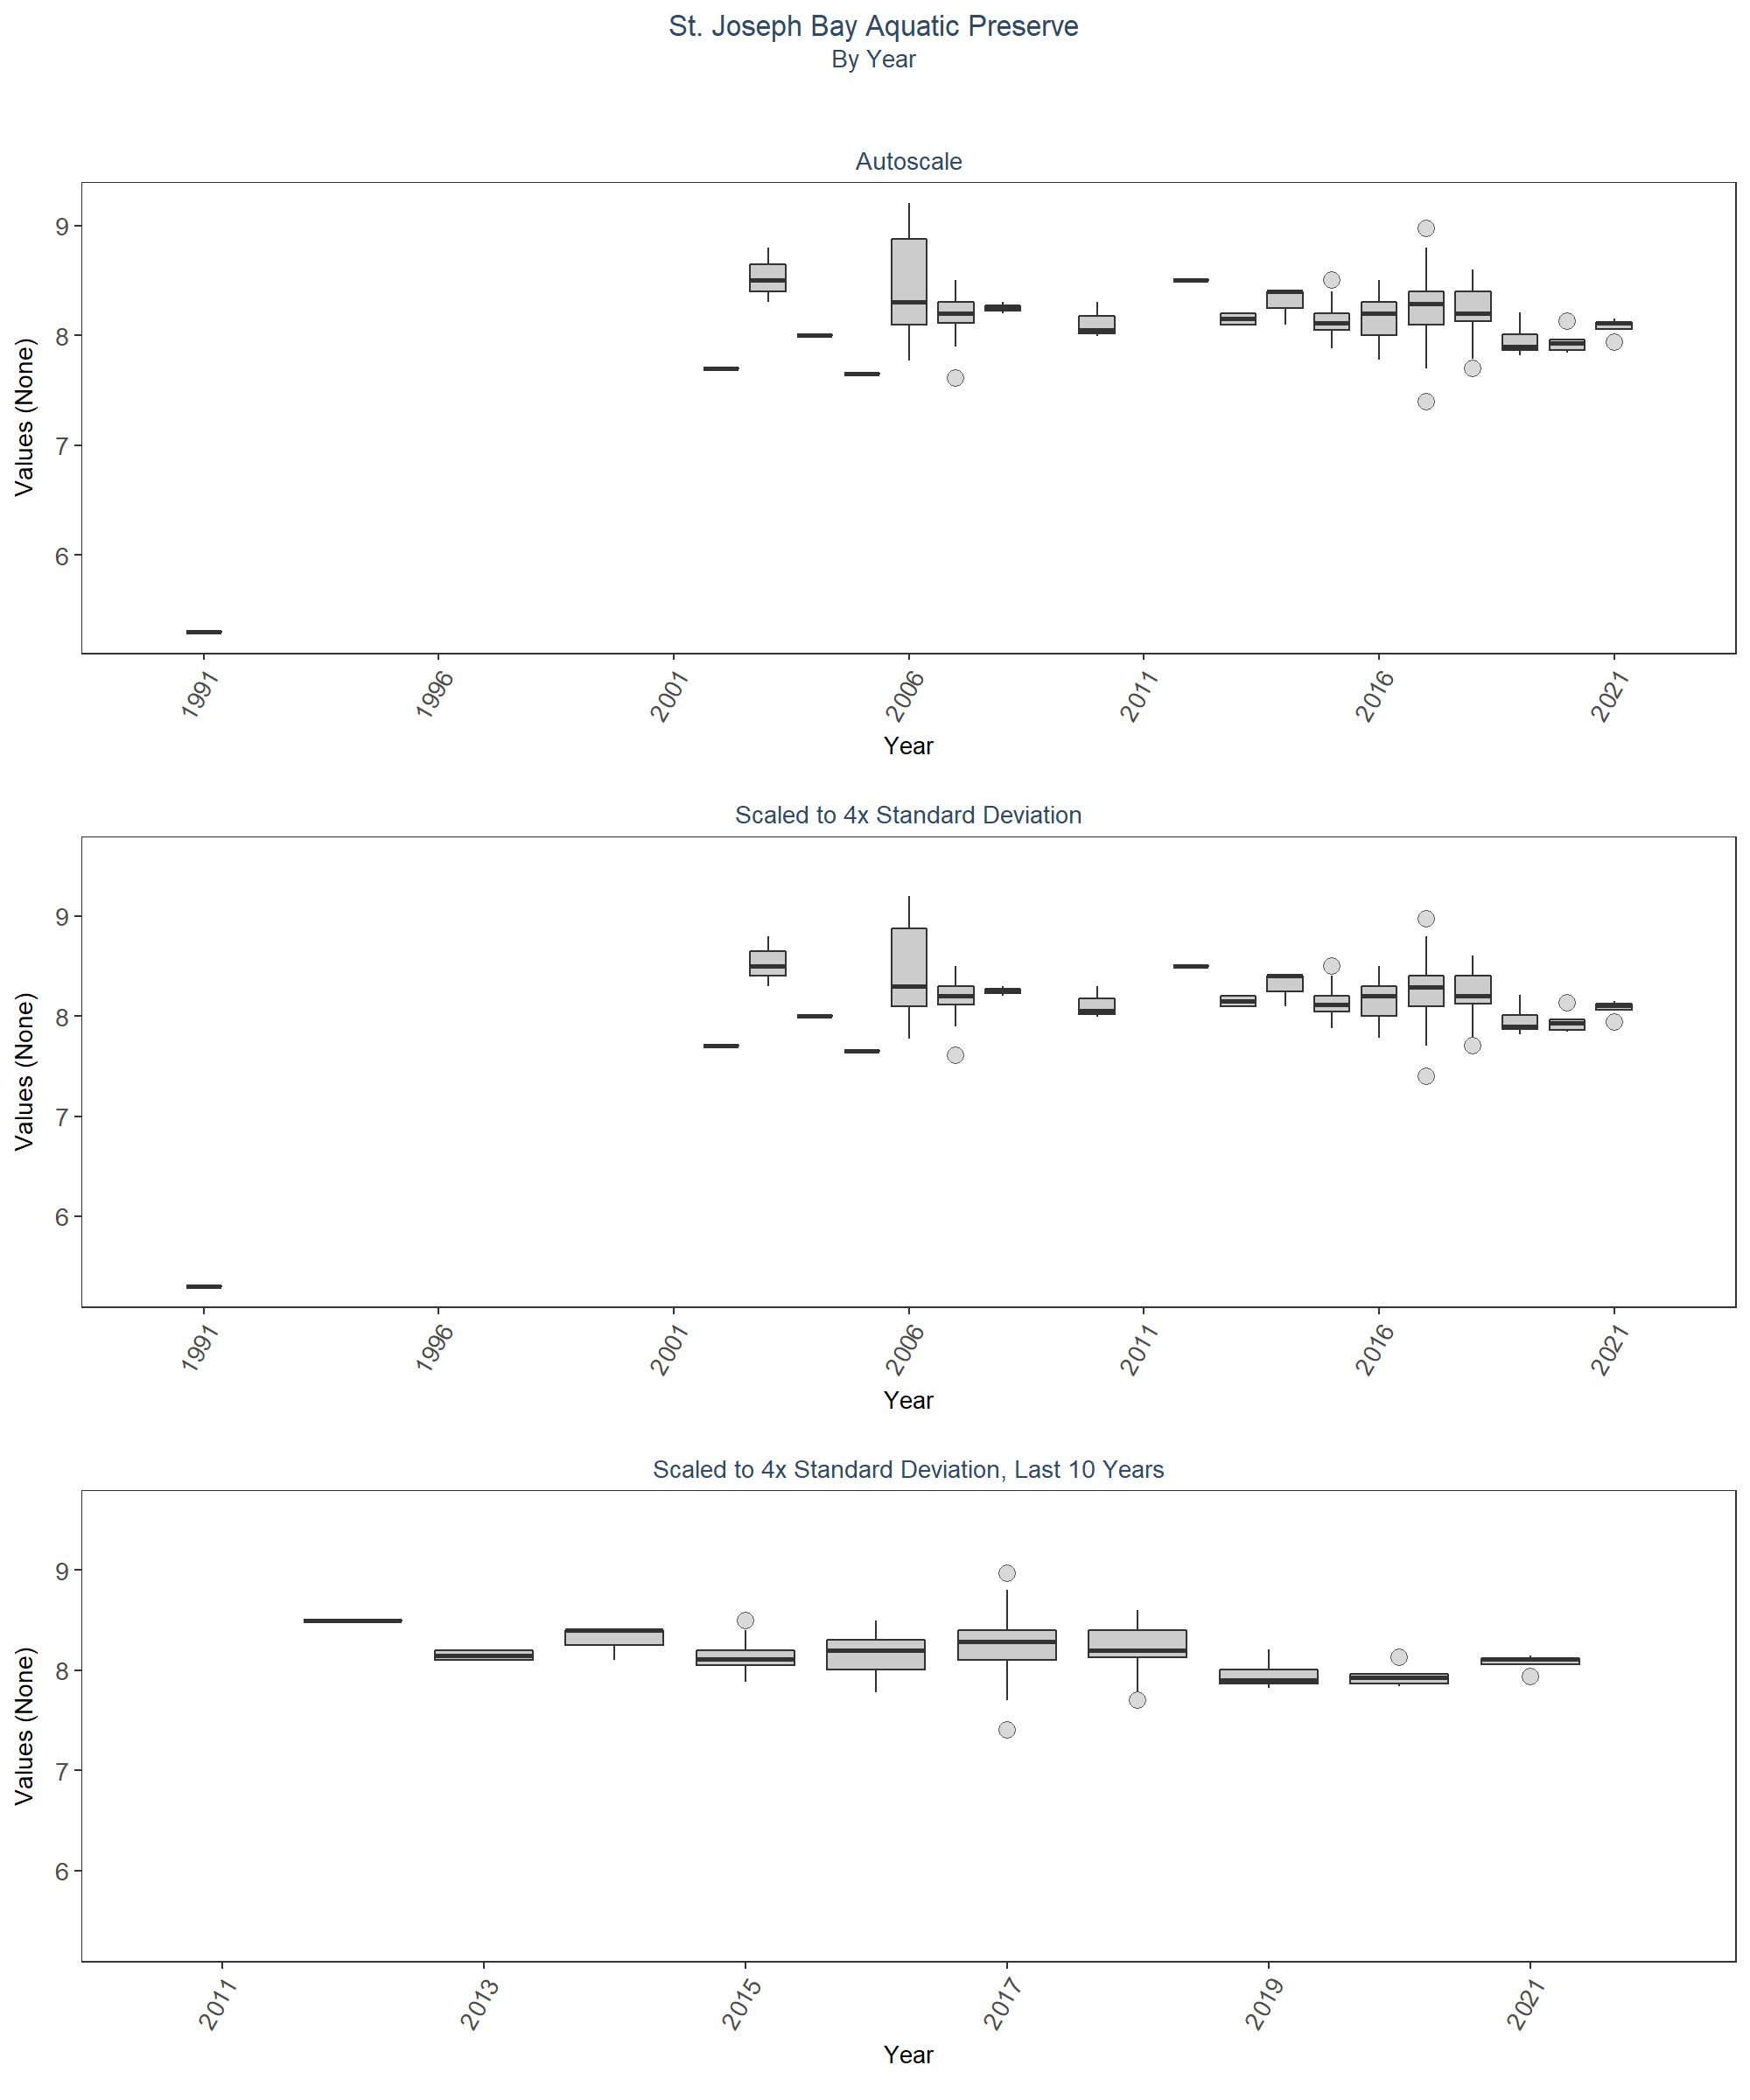 St. Joseph Bay Aquatic Preserve
By Year
Autoscale
Values (None)
9
8
7
6
1991 1996 2001 2006 2011 2016 2021
Year
Scaled to 4x Standard Deviation
Values (None)
9
8
7
6
1991 1996 2001 2006 2011 2016 2021
Year
Scaled to 4x Standard Deviation, Last 10 Years
Values (None)
9
8
7
6
2011 2013 2015 2017 2019 2021
Year